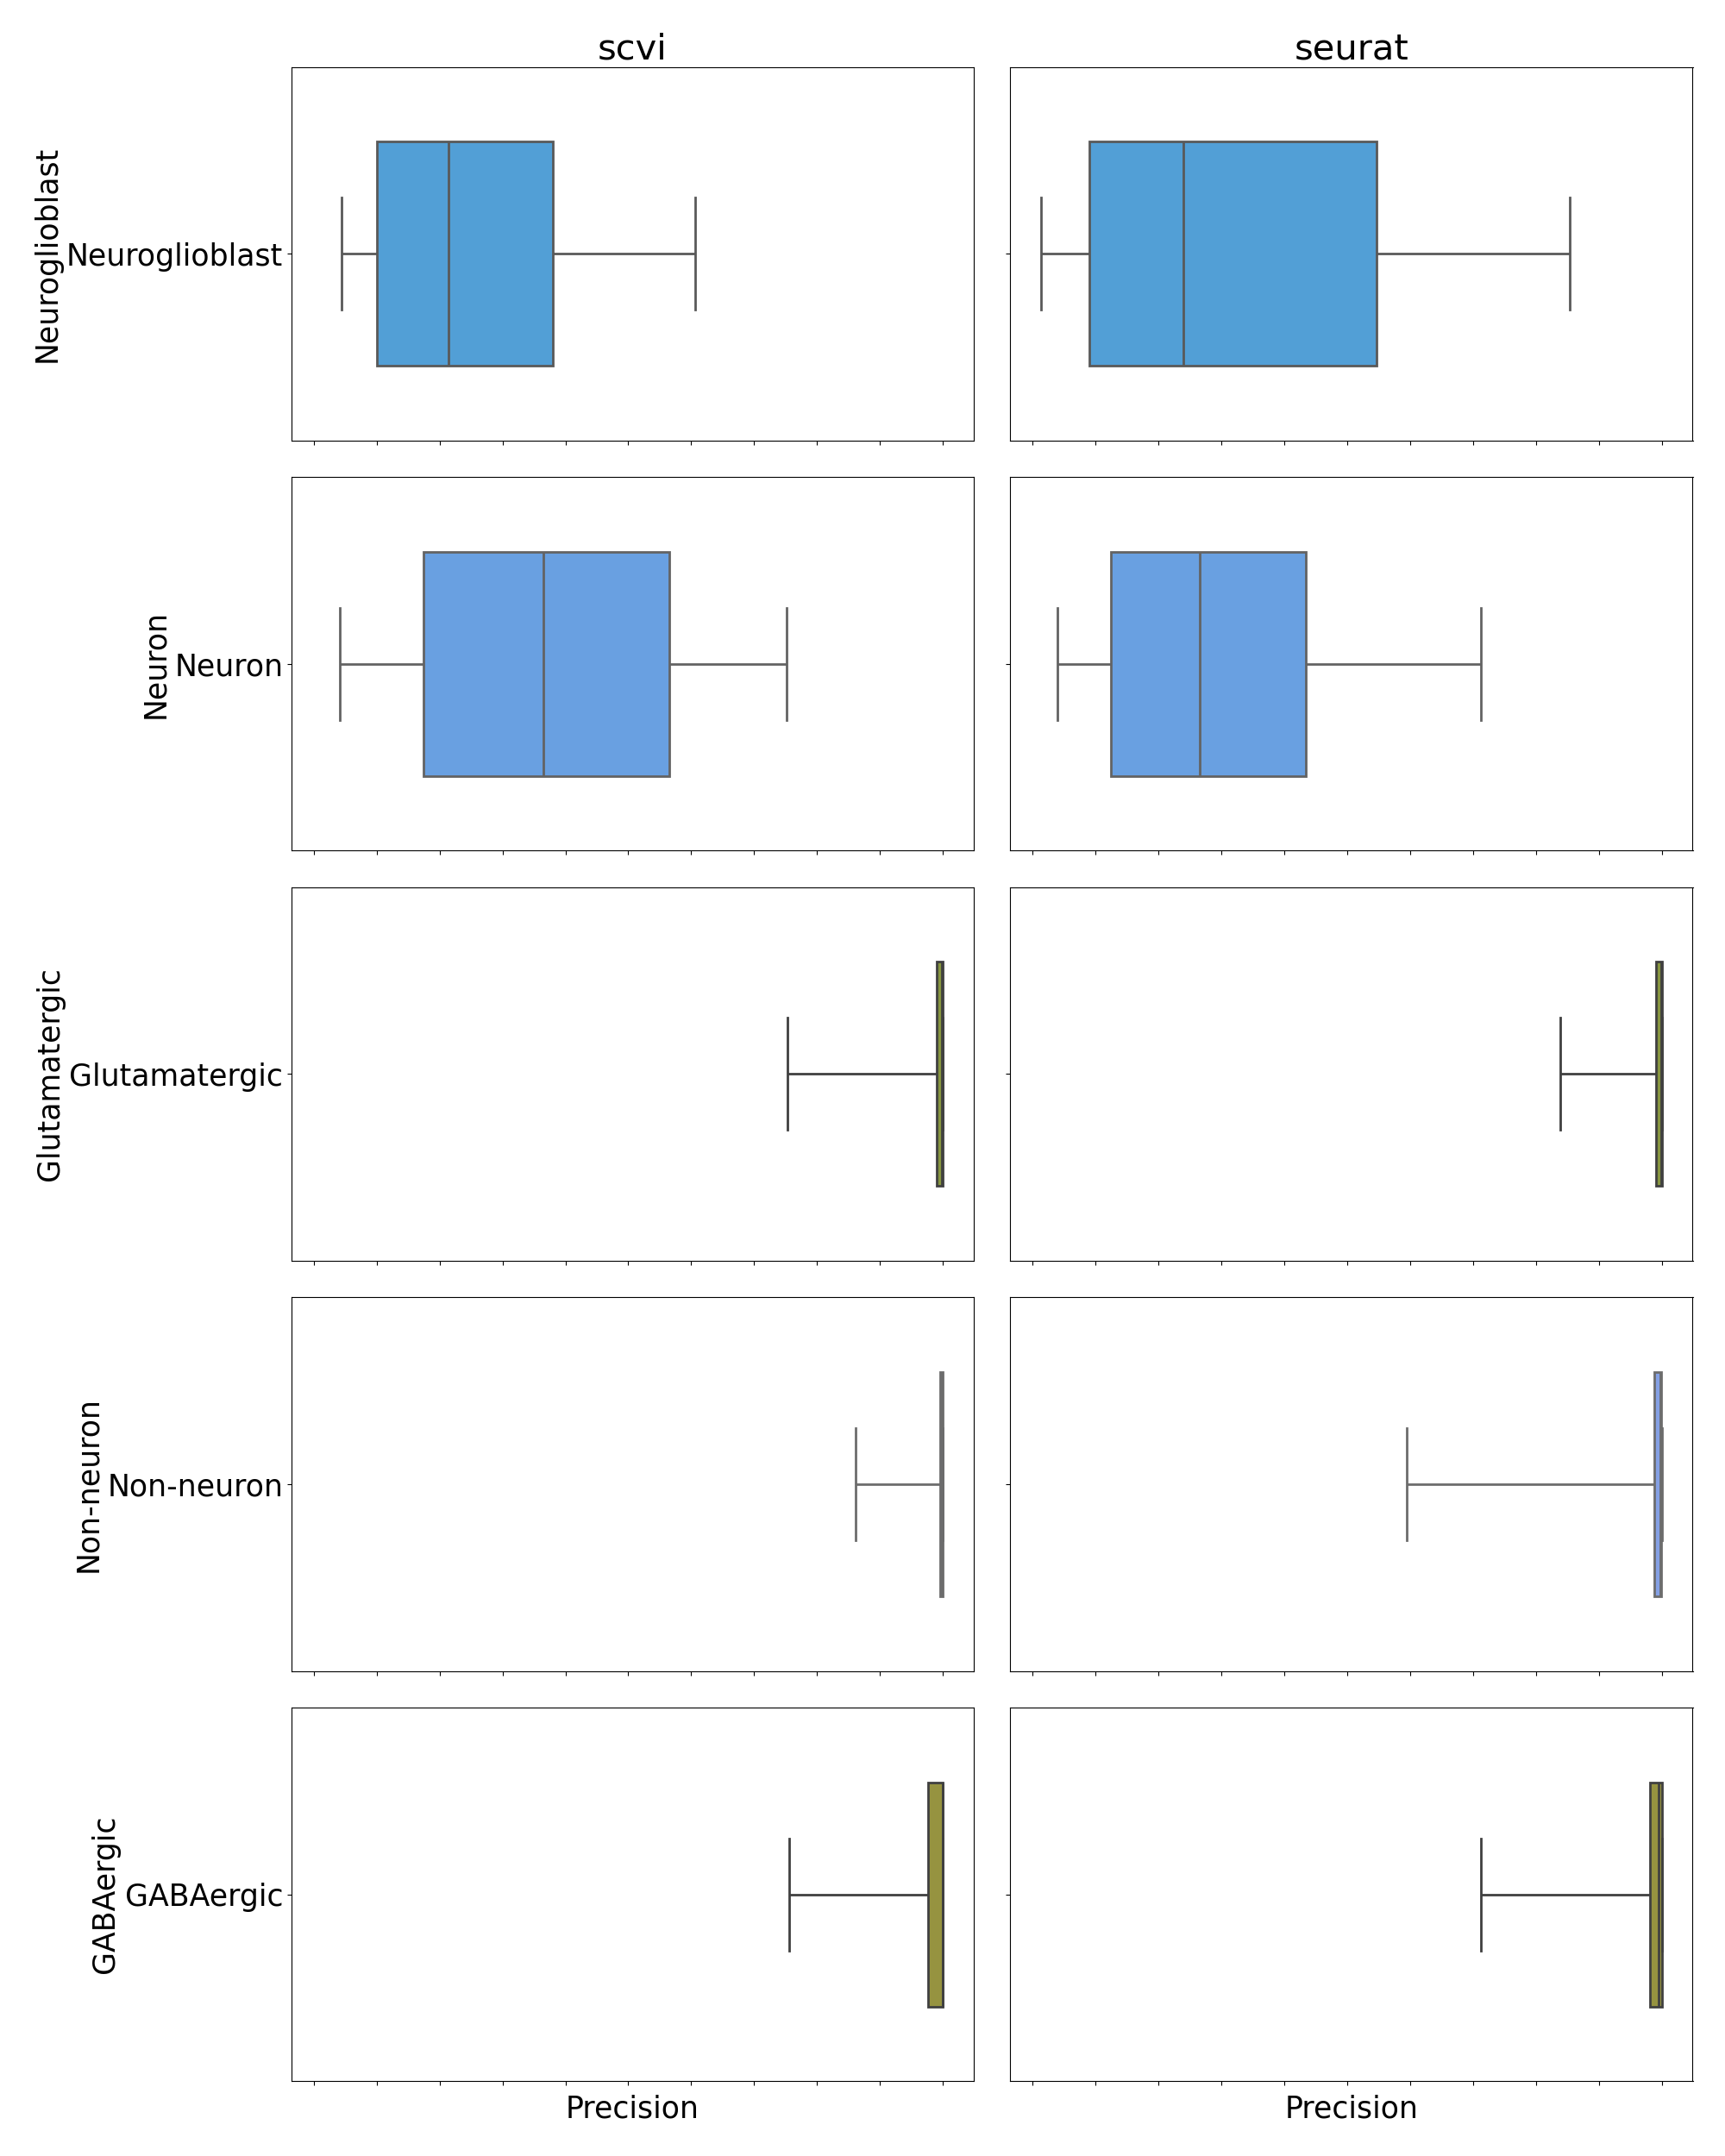 scvi
seurat
Neuroglioblast
Neuroglioblast
Neuron
Neuron
Glutamatergic
Glutamatergic
Non-neuron
Non-neuron
GABAergic
GABAergic
Precision
Precision